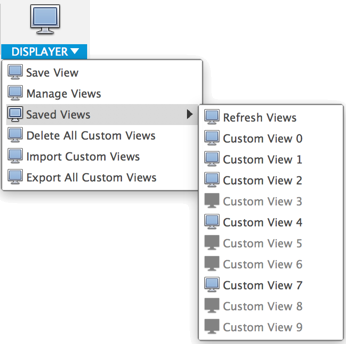 DISPLAYER
Save View
Manage Views
Saved Views
Delete All Custom Views
Import Custom Views
Export All Custom Views
Refresh Views
Custom View 0
Custom View 1
Custom View 2
Custom View 3
Custom View 4
Custom View 5
Custom View 6
Custom View 7
Custom View 8
Custom View 9